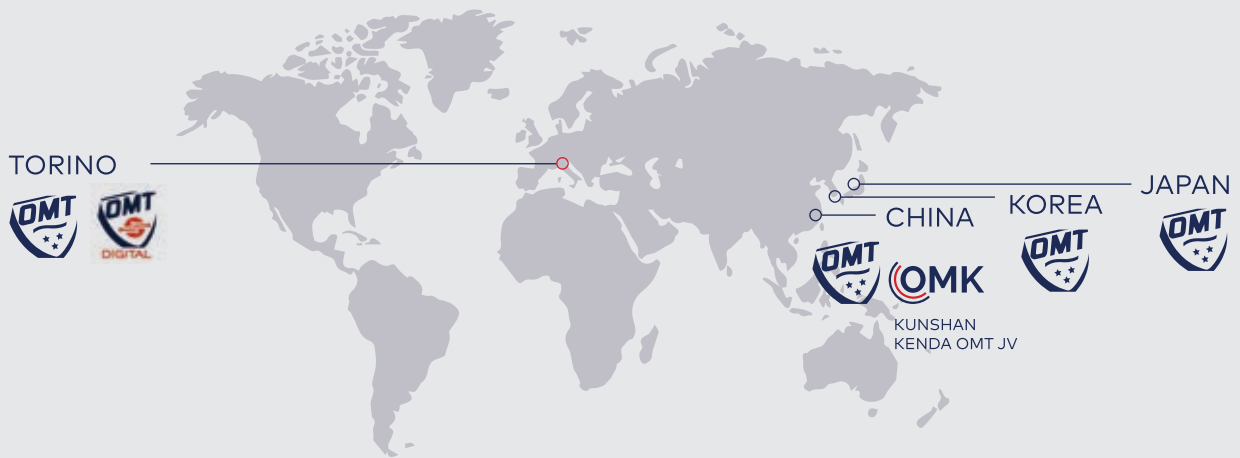 TORINO
OMT
OMT
DIGITAL
JAPAN
OMT
KOREA
OMT
CHINA
OMT
OMK
KUNSHAN
KENDA OMT JV